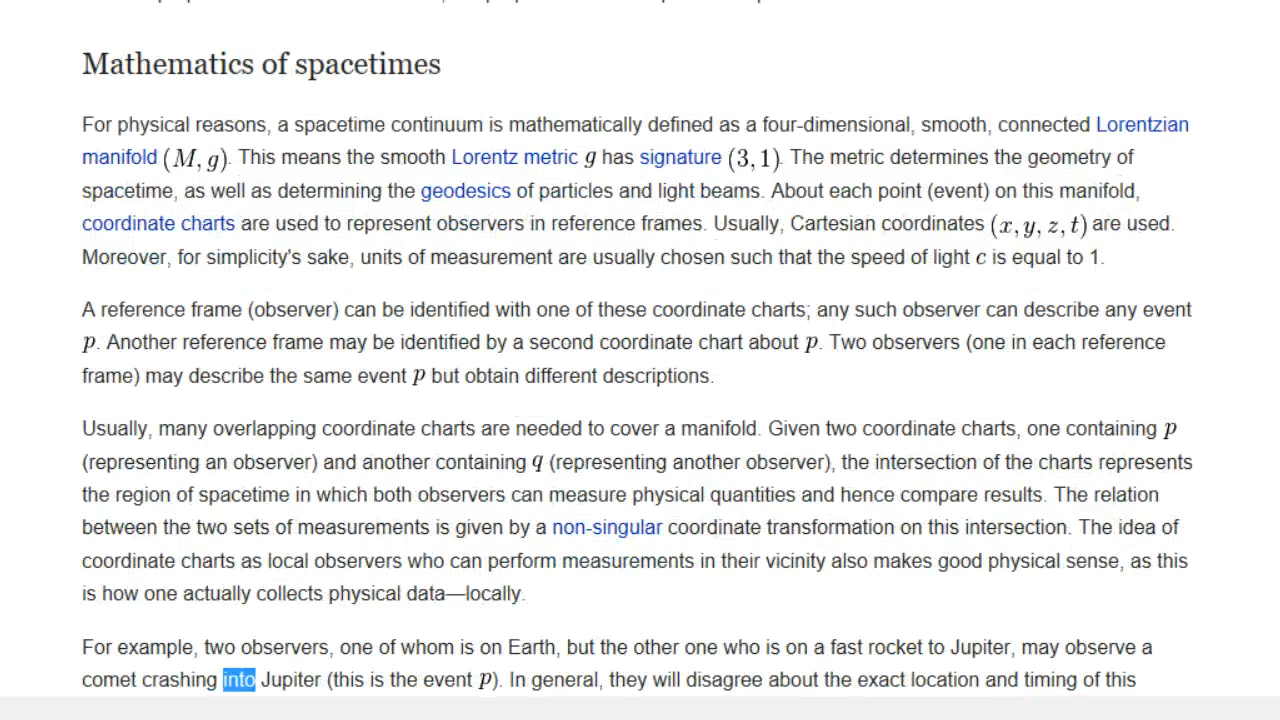 Mathematics of spacetimes
For physical reasons, a spacetime continuum is mathematically defined as a four-dimensional, smooth, connected Lorentzian
manifold (M, g). This means the smooth Lorentz metric g has signature (3, 1). The metric determines the geometry of
spacetime, as well as determining the geodesics of particles and light beams. About each point (event) on this manifold,
coordinate charts are used to represent observers in reference frames. Usually, Cartesian coordinates (x, y, z, t) are used.
Moreover, for simplicity's sake, units of measurement are usually chosen such that the speed of light c is equal to 1.
A reference frame (observer) can be identified with one of these coordinate charts; any such observer can describe any event
p. Another reference frame may be identified by a second coordinate chart about p. Two observers (one in each reference
frame) may describe the same event p but obtain different descriptions.
Usually, many overlapping coordinate charts are needed to cover a manifold. Given two coordinate charts, one containing p
(representing an observer) and another containing q (representing another observer), the intersection of the charts represents
the region of spacetime in which both observers can measure physical quantities and hence compare results. The relation
between the two sets of measurements is given by a non-singular coordinate transformation on this intersection. The idea of
coordinate charts as local observers who can perform measurements in their vicinity also makes good physical sense, as this
is how one actually collects physical data—locally.
For example, two observers, one of whom is on Earth, but the other one who is on a fast rocket to Jupiter, may observe a
comet crashing into Jupiter (this is the event p). In general, they will disagree about the exact location and timing of this